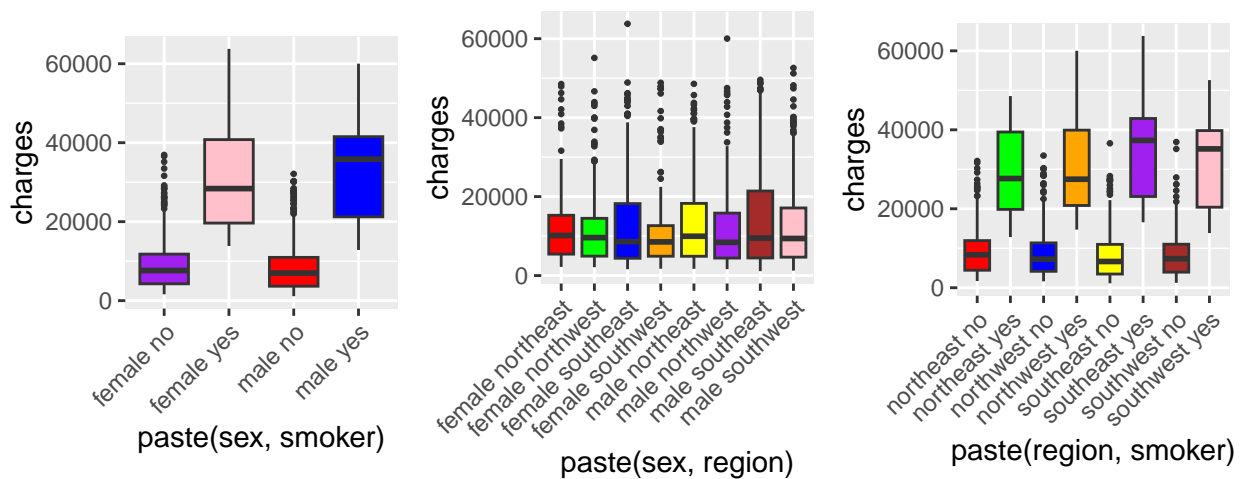 charges
60000
40000
20000
0
female no
female yes
male no
male yes
paste(sex, smoker)
charges
60000
40000
20000
0
female northeast
female northwest
female southeast
female southwest
male northeast
male northwest
male southeast
male southwest
paste(sex, region)
charges
60000
40000
20000
0
northeast no
northeast yes
northwest no
northwest yes
southeast no
southeast yes
southwest no
southwest yes
paste(region, smoker)